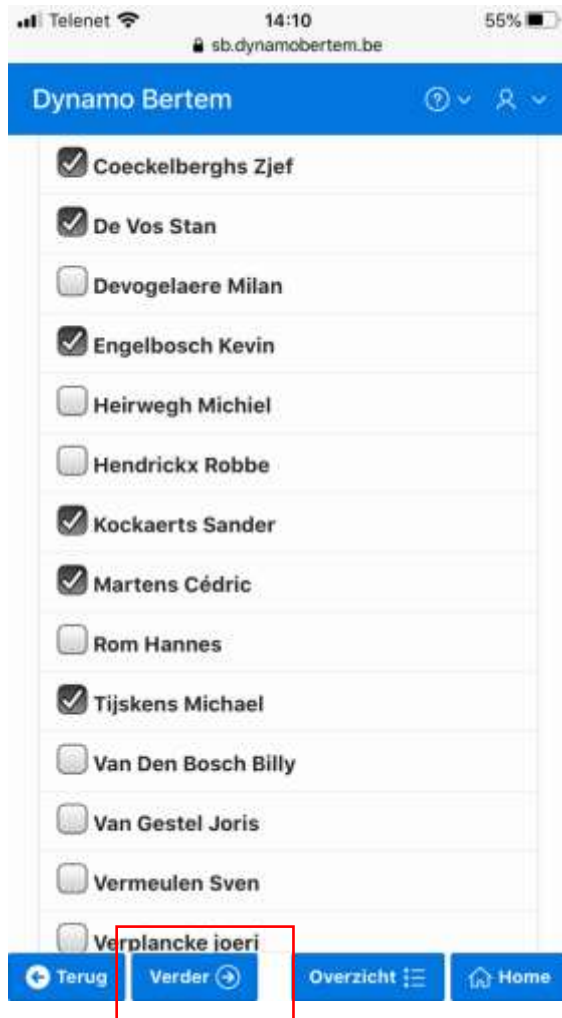 Telenet 14:10 55%
sb.dynamobertem.be
Dynamo Bertem
Coeckelberghs Zjef
De Vos Stan
Devogelaere Milan
Engelbosch Kevin
Heirwegh Michiel
Hendrickx Robbe
Kockaerts Sander
Martens Cédric
Rom Hannes
Tijskens Michael
Van Den Bosch Billy
Van Gestel Joris
Vermeulen Sven
Verplancke joeri
Terug Verder Overzicht Home